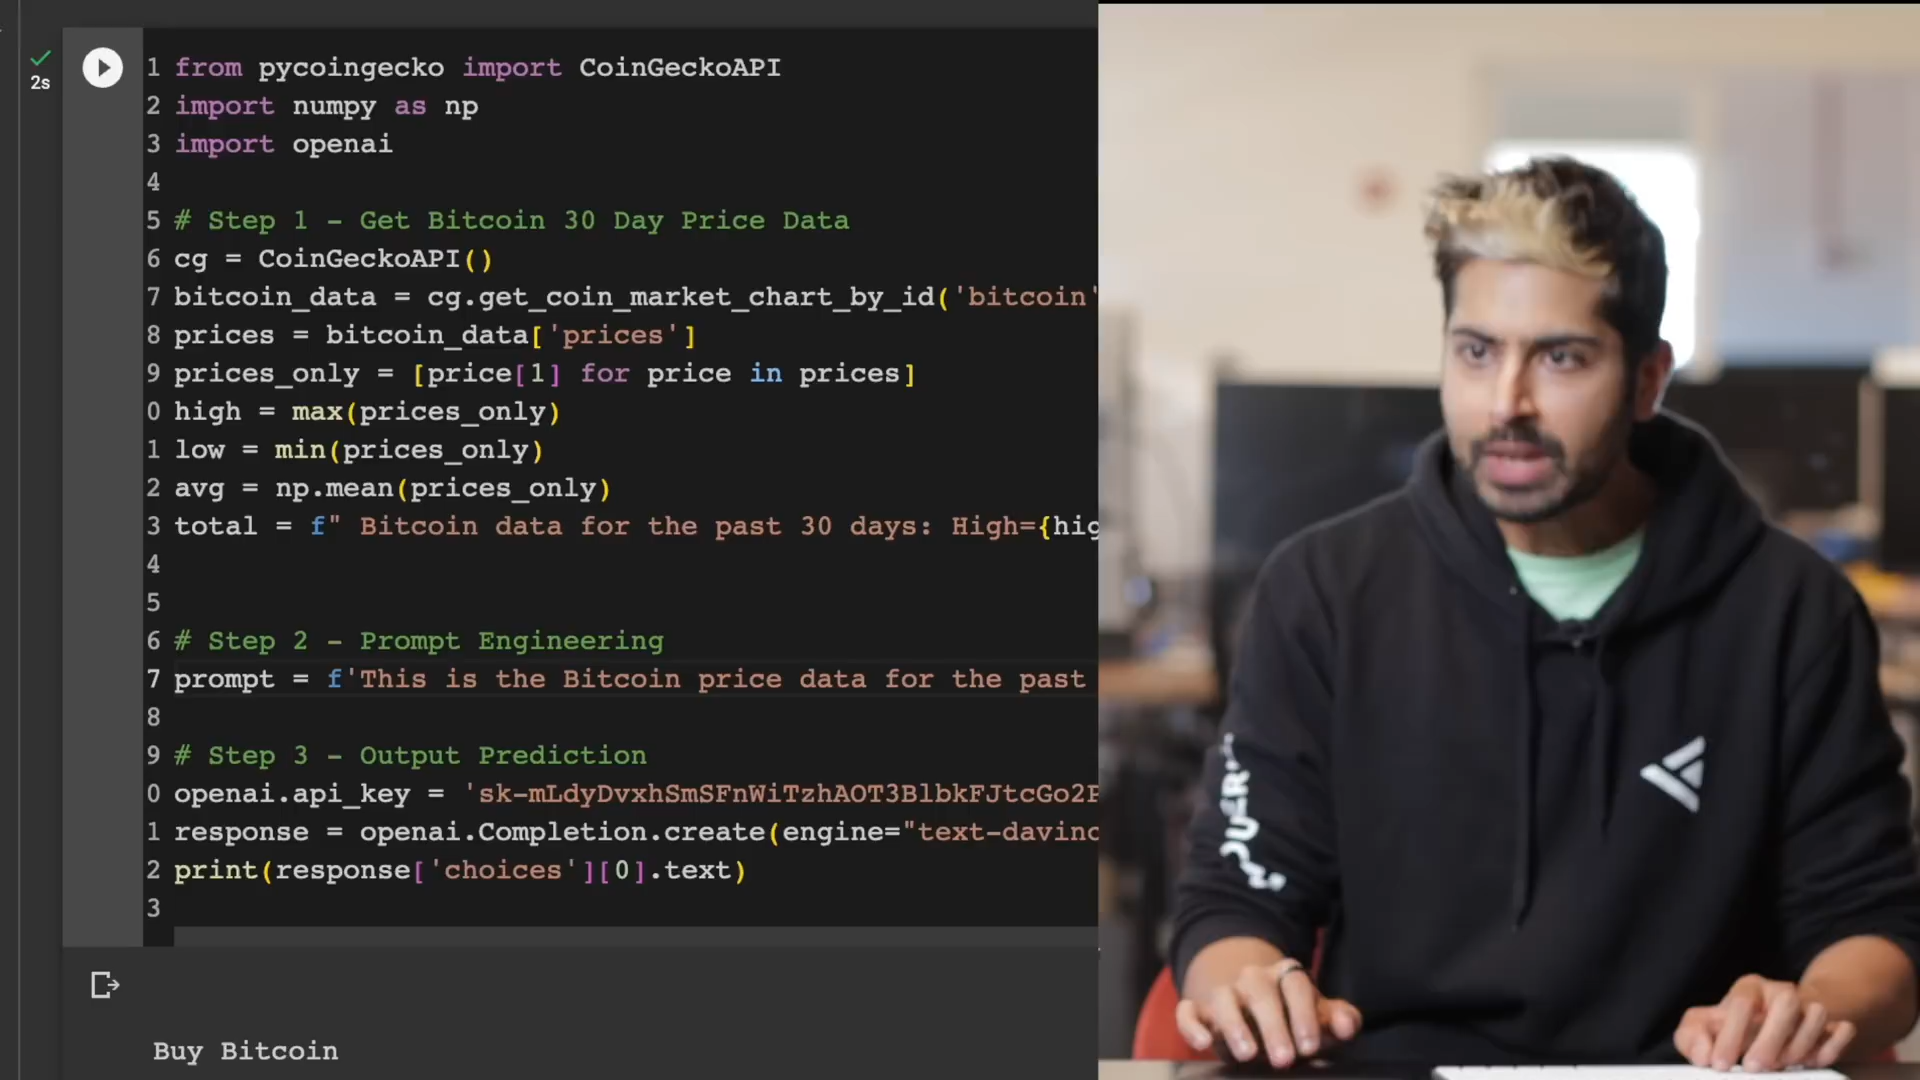 2s
1 from pycoingecko import CoinGeckoAPI
2 import numpy as np
3 import openai
4
5 # Step 1 - Get Bitcoin 30 Day Price Data
6 cg = CoinGeckoAPI()
7 bitcoin_data = cg.get_coin_market_chart_by_id('bitcoin'
8 prices = bitcoin_data['prices']
9 prices_only = [price[1] for price in prices]
0 high = max(prices_only)
1 low = min(prices_only)
2 avg = np.mean(prices_only)
3 total = f" Bitcoin data for the past 30 days: High={hig
4
5
6 # Step 2 - Prompt Engineering
7 prompt = f'This is the Bitcoin price data for the past
8
9 # Step 3 - Output Prediction
0 openai.api_key = 'sk-mLdyDvxhSmSFnWiTzhAOT3BlbkFJtcGo2P
1 response = openai.Completion.create(engine="text-davinc
2 print(response['choices'][0].text)
3
Buy Bitcoin